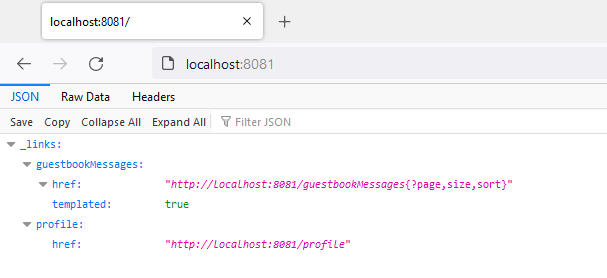 localhost:8081/
localhost:8081
JSON Raw Data Headers
Save Copy Collapse All Expand All Filter JSON
_links:
guestbookMessages:
href: "http://localhost:8081/guestbookMessages{?page,size,sort}"
templated: true
profile:
href: "http://localhost:8081/profile"